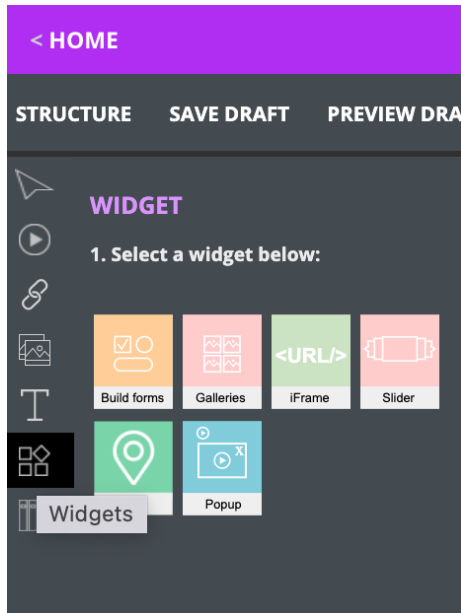 < HOME
STRUCTURE SAVE DRAFT PREVIEW DRA
WIDGET
1. Select a widget below:
<URL/>
Build forms Galleries iFrame Slider
X
Popup
T
Widgets